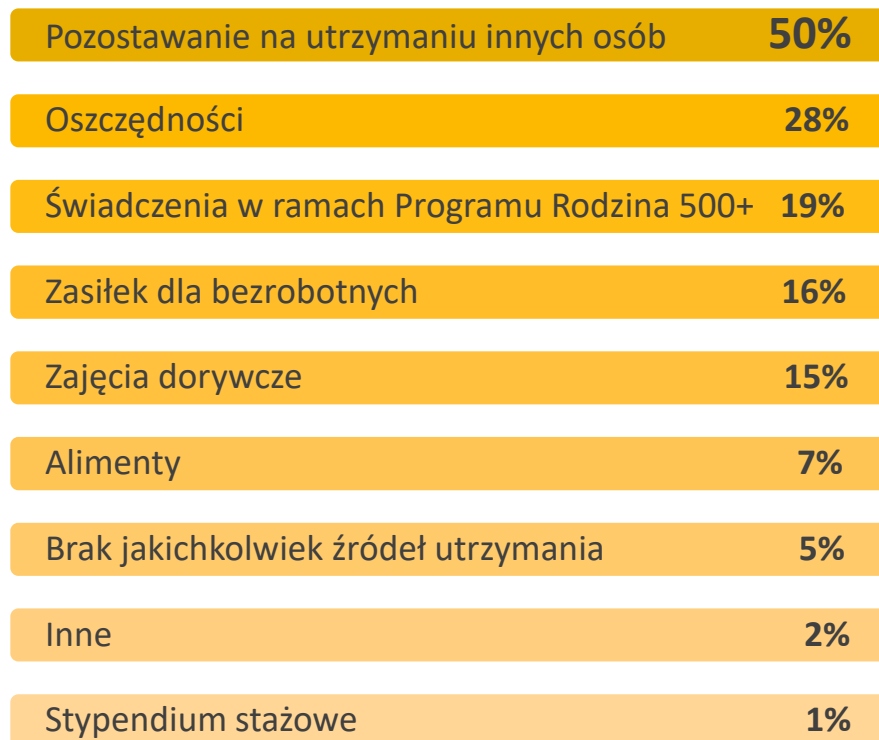 Pozostawanie na utrzymaniu innych osób 50%
Oszczędności 28%
Świadczenia w ramach Programu Rodzina 500+ 19%
Zasiłek dla bezrobotnych 16%
Zajęcia dorywcze 15%
Alimenty 7%
Brak jakichkolwiek źródeł utrzymania 5%
Inne 2%
Stypendium stażowe 1%